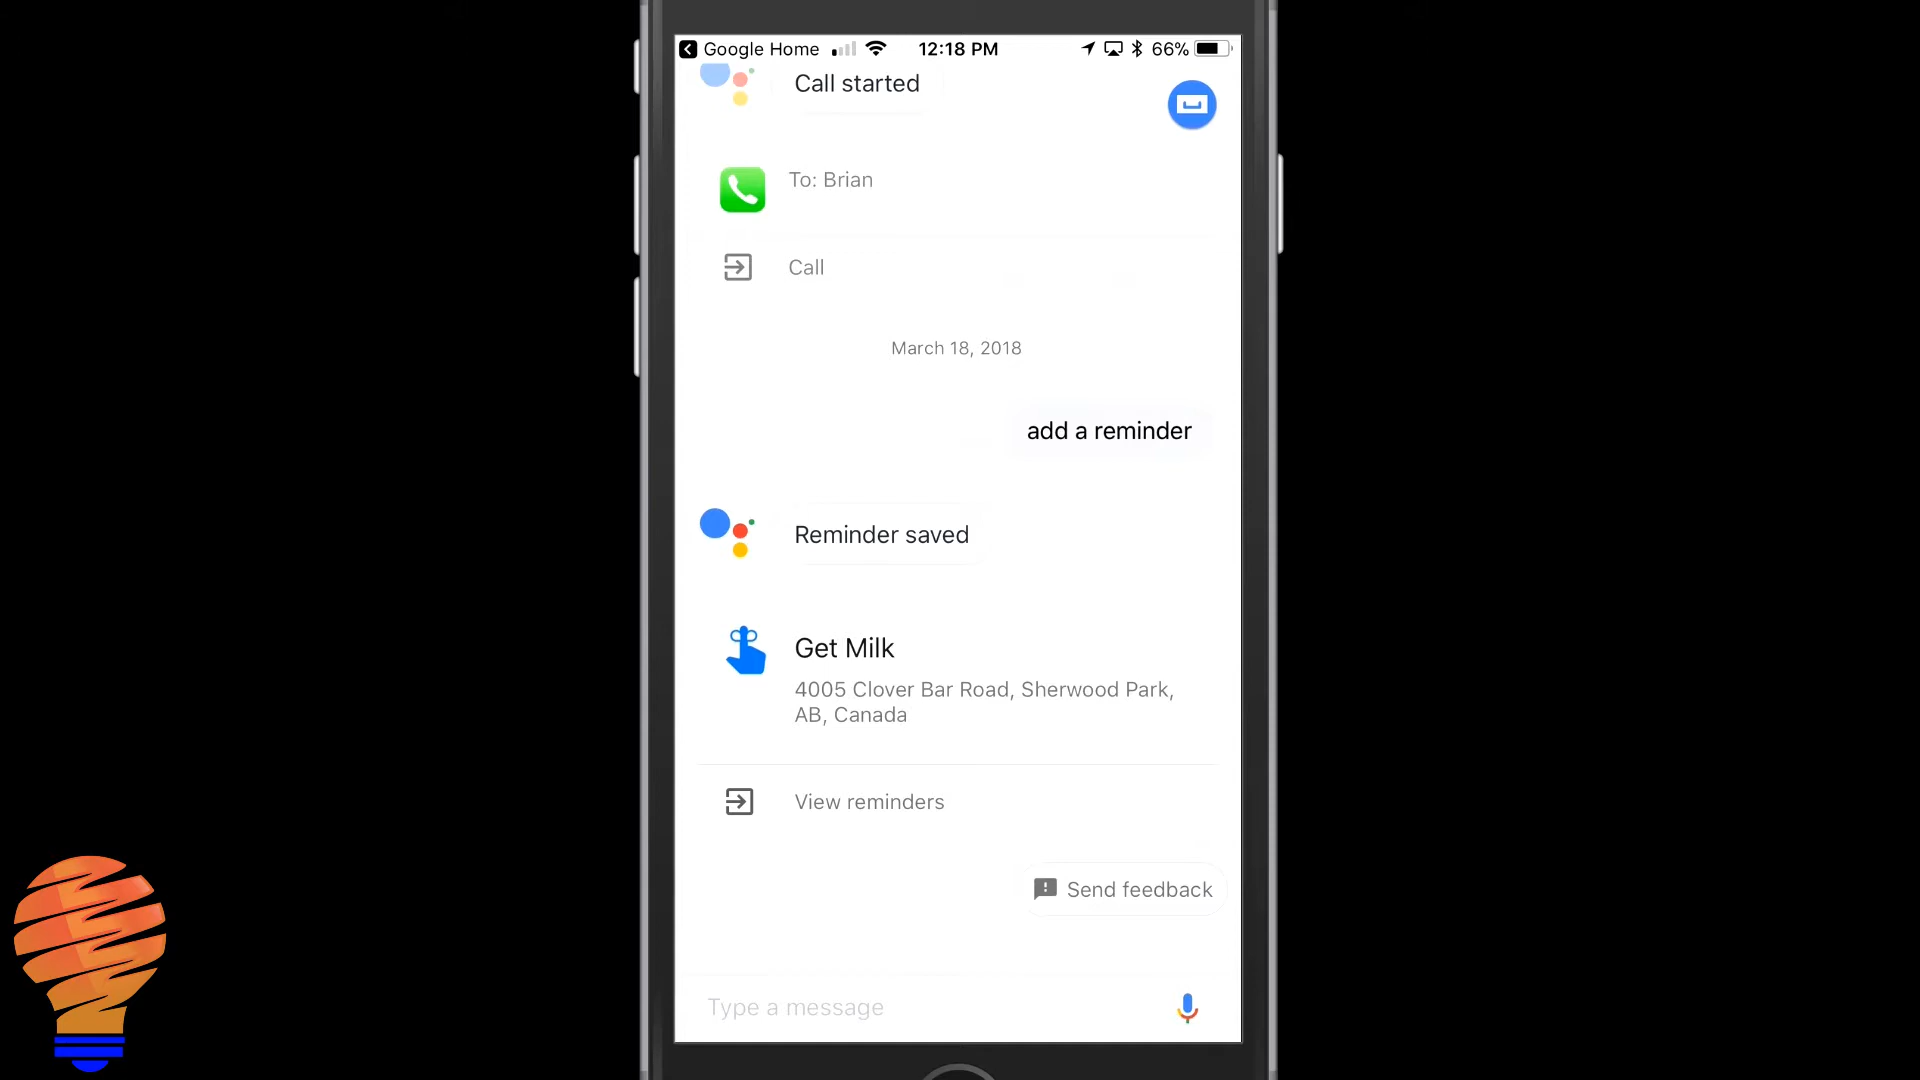 Google Home
12:18 PM
66%
Call started
To: Brian
Call
March 18, 2018
add a reminder
Reminder saved
Get Milk
4005 Clover Bar Road, Sherwood Park,
AB, Canada
View reminders
Send feedback
Type a message